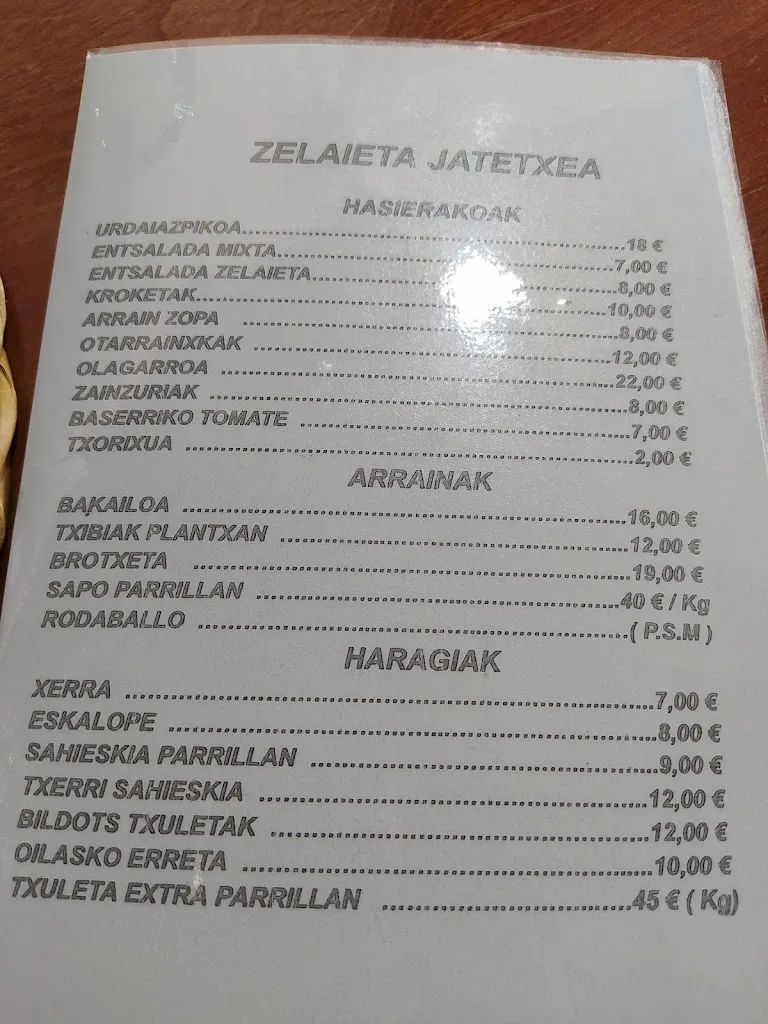 ZELAIETA JATETXEA
HASIERAKOAK
URDAIAZPIKOA..........18 €
ENTSALADA MIXTA..........7,00 €
ENTSALADA ZELAIETA..........8,00 €
KROKETAK..........10,00 €
ARRAIN ZOPA ..........8,00 €
OTARRAINXKAK ..........12,00 €
OLAGARROA ..........22,00 €
ZAINZURIAK ..........8,00 €
BASERRIKO TOMATE ..........7,00 €
TXORIXUA ..........2,00 €
ARRAINAK
BAKAILOA ..........16,00 €
TXIBIAK PLANTXAN ..........12,00 €
BROTXETA ..........19,00 €
SAPO PARRILLAN ..........40 € / Kg
RODABALLO ..........( P.S.M )
HARAGIAK
XERRA ..........7,00 €
ESKALOPE ..........8,00 €
SAHIESKIA PARRILLAN ..........9,00 €
TXERRI SAHIESKIA ..........12,00 €
BILDOTS TXULETAK ..........12,00 €
OILASKO ERRETA ..........10,00 €
TXULETA EXTRA PARRILLAN ..........45 € ( Kg)